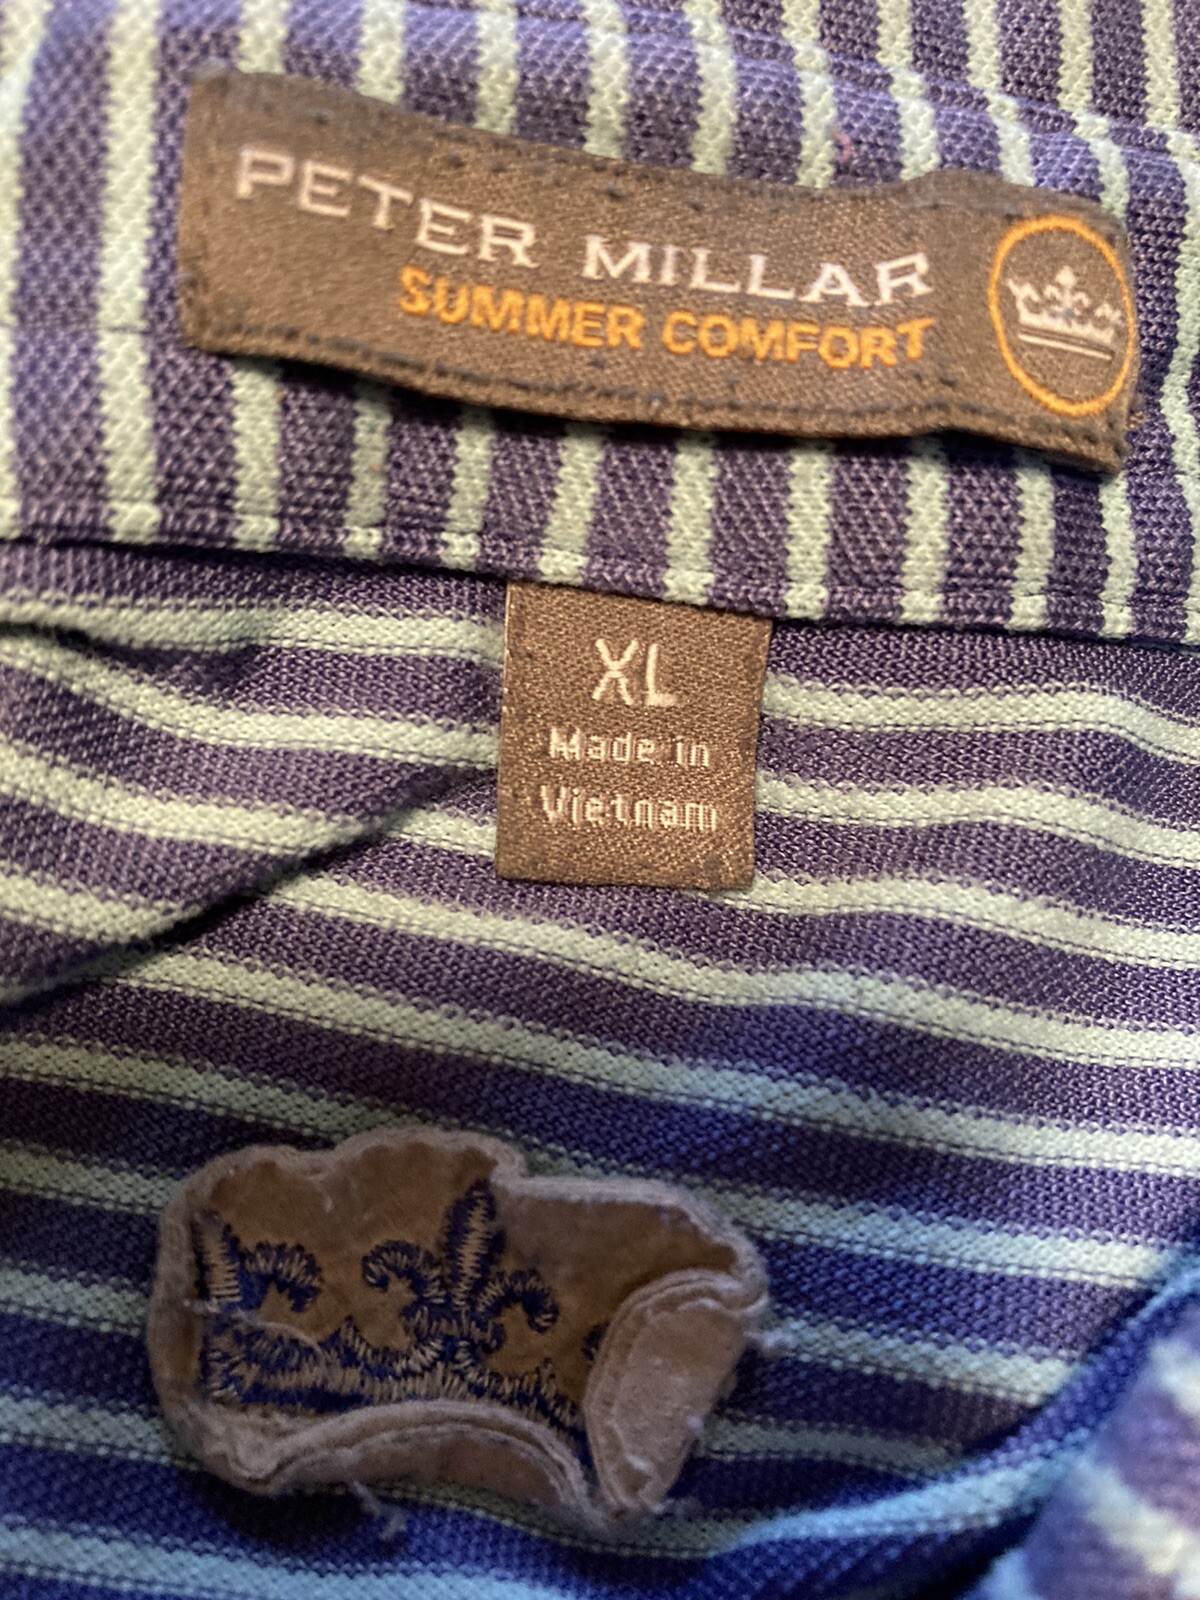 PETER MILLAR
SUMMER COMFORT
XL
Made in
Vietnam